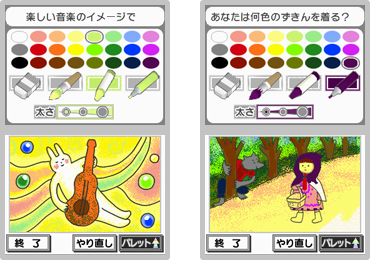 楽しい音楽のイメージで
太さ
終了
やり直し
パレット
あなたは何色のずきんを着る？
太さ
終了
やり直し
パレット